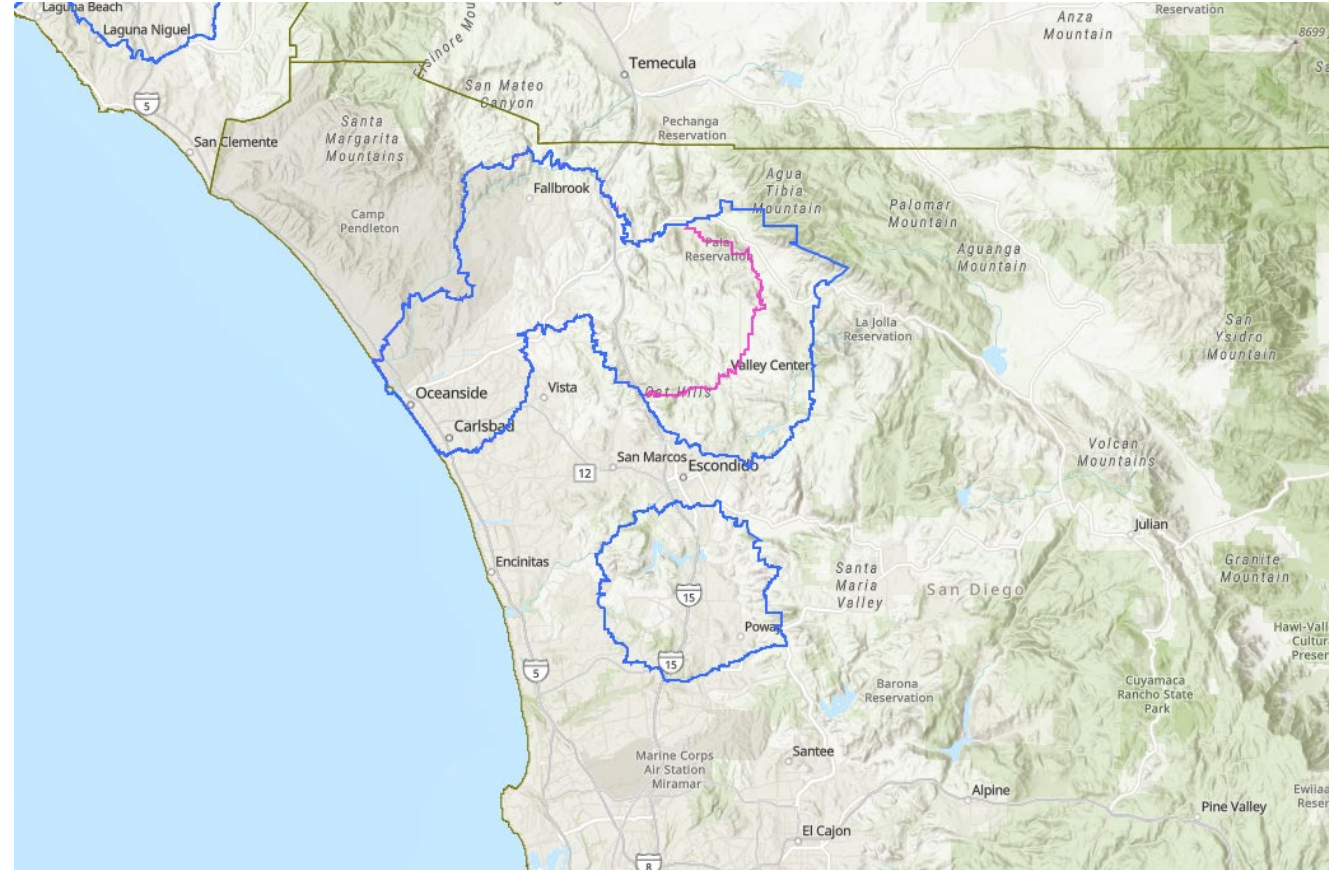 Laguna Beach
Laguna Niguel
Anza
Mountain
Reservation
8699
Elsinore Mou
Temecula
San Mateo
Canyon
5
San Clemente
Santa
Margarita
Mountains
Pechanga
Reservation
Fallbrook
Agua
Tibia
Mountain
Camp
Pendleton
Palomar
Mountain
Pala
Reservation
Aguanga
Mountain
La Jolla
Reservation
San
Ysidro
Mountain
Valley Center
Oceanside
Vista
Oat Hills
Carlsbad
Volcan
Mountains
San Marcos
Escondido
12
Julian
Encinitas
Santa
Maria
Valley
San Diego
Granite
Mountain
15
Poway
Hawi-Vall
Cultur
Preser
15
5
Barona
Reservation
Cuyamaca
Rancho State
Park
Marine Corps
Air Station
Miramar
Santee
Alpine
Pine Valley
Ewiiaa
Reser
El Cajon
8